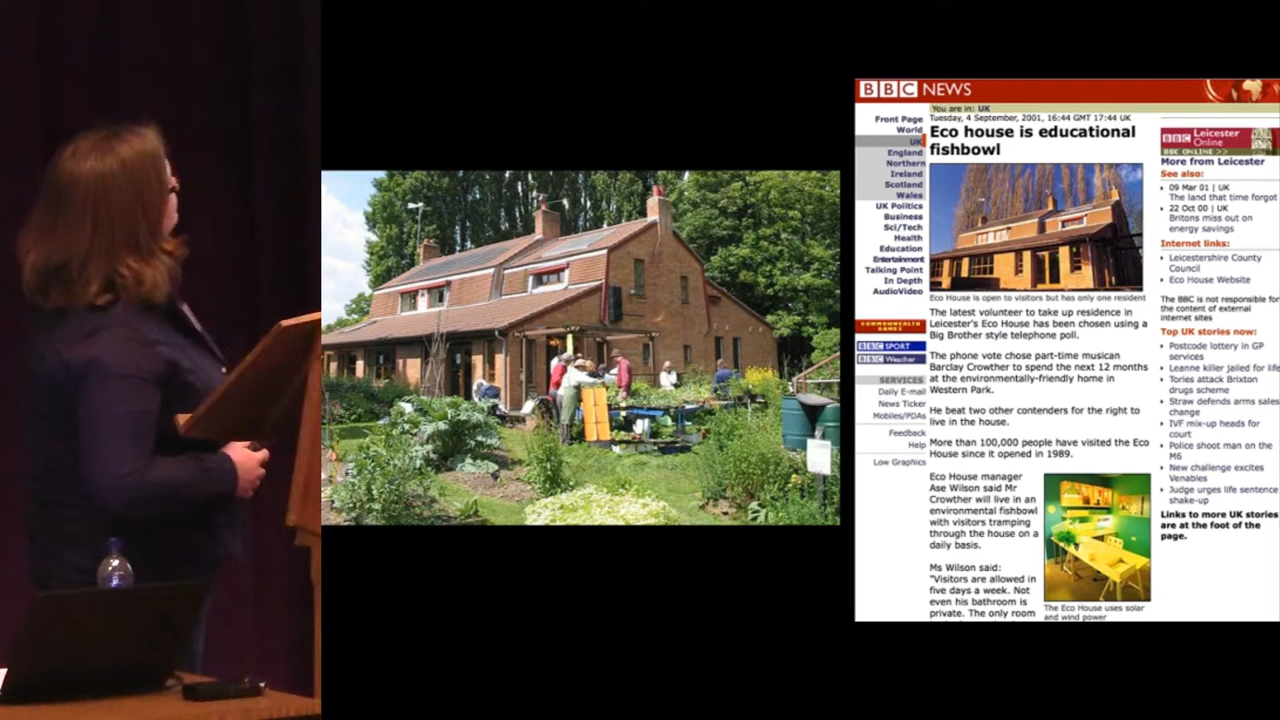 BBC NEWS
You are in: UK
Tuesday, 4 September, 2001, 16:44 GMT 17:44 UK
Eco house is educational
fishbowl
Front Page
World
UK
England
Northern
Ireland
Scotland
Wales
UK Politics
Business
Sci/Tech
Health
Education
Entertainment
Talking Point
In Depth
AudioVideo
COMMONWEALTH
GAMES
BBC SPORT
BBC Weather
SERVICES
Daily E-mail
News Ticker
Mobiles/PDAs
Feedback
Help
Low Graphics
Eco House is open to visitors but has only one resident
The latest volunteer to take up residence in
Leicester's Eco House has been chosen using a
Big Brother style telephone poll.
The phone vote chose part-time musican
Barclay Crowther to spend the next 12 months
at the environmentally-friendly home in
Western Park.
He beat two other contenders for the right to
live in the house.
More than 100,000 people have visited the Eco
House since it opened in 1989.
Eco House manager
Ase Wilson said Mr
Crowther will live in an
environmental fishbowl
with visitors tramping
through the house on a
daily basis.
Ms Wilson said:
"Visitors are allowed in
five days a week. Not
even his bathroom is
private. The only room
The Eco House uses solar
and wind power
BBC Leicester
Online
BBC ONLINE >>
More from Leicester
See also:
09 Mar 01 | UK
The land that time forgot
22 Oct 00 | UK
Britons miss out on
energy savings
Internet links:
Leicestershire County
Council
Eco House Website
The BBC is not responsible for
the content of external
internet sites
Top UK stories now:
Postcode lottery in GP
services
Leanne killer jailed for life
Tories attack Brixton
drugs scheme
Straw defends arms sales
change
IVF mix-up heads for
court
Police shoot man on the
M6
New challenge excites
Venables
Judge urges life sentence
shake-up
Links to more UK stories
are at the foot of the
page.